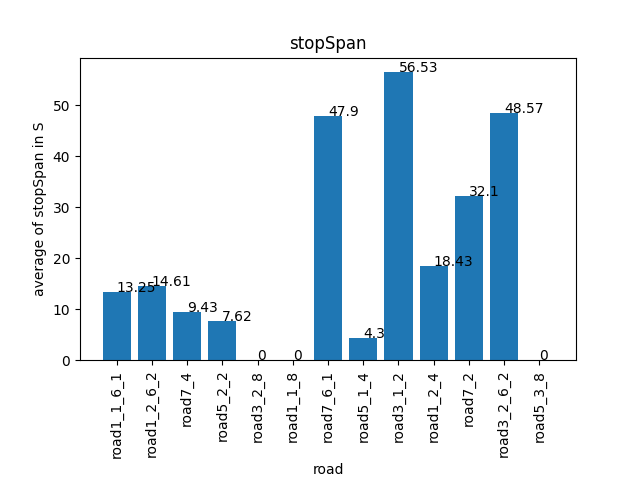 stopSpan
average of stopSpan in S
50
40
30
20
10
0
13.25
14.61
9.43
7.62
0
0
47.9
4.3
56.53
18.43
32.1
48.57
0
road1_1_6_1
road1_2_6_2
road7_4
road5_2_2
road3_2_8
road1_1_8
road7_6_1
road5_1_4
road3_1_2
road1_2_4
road7_2
road3_2_6_2
road5_3_8
road